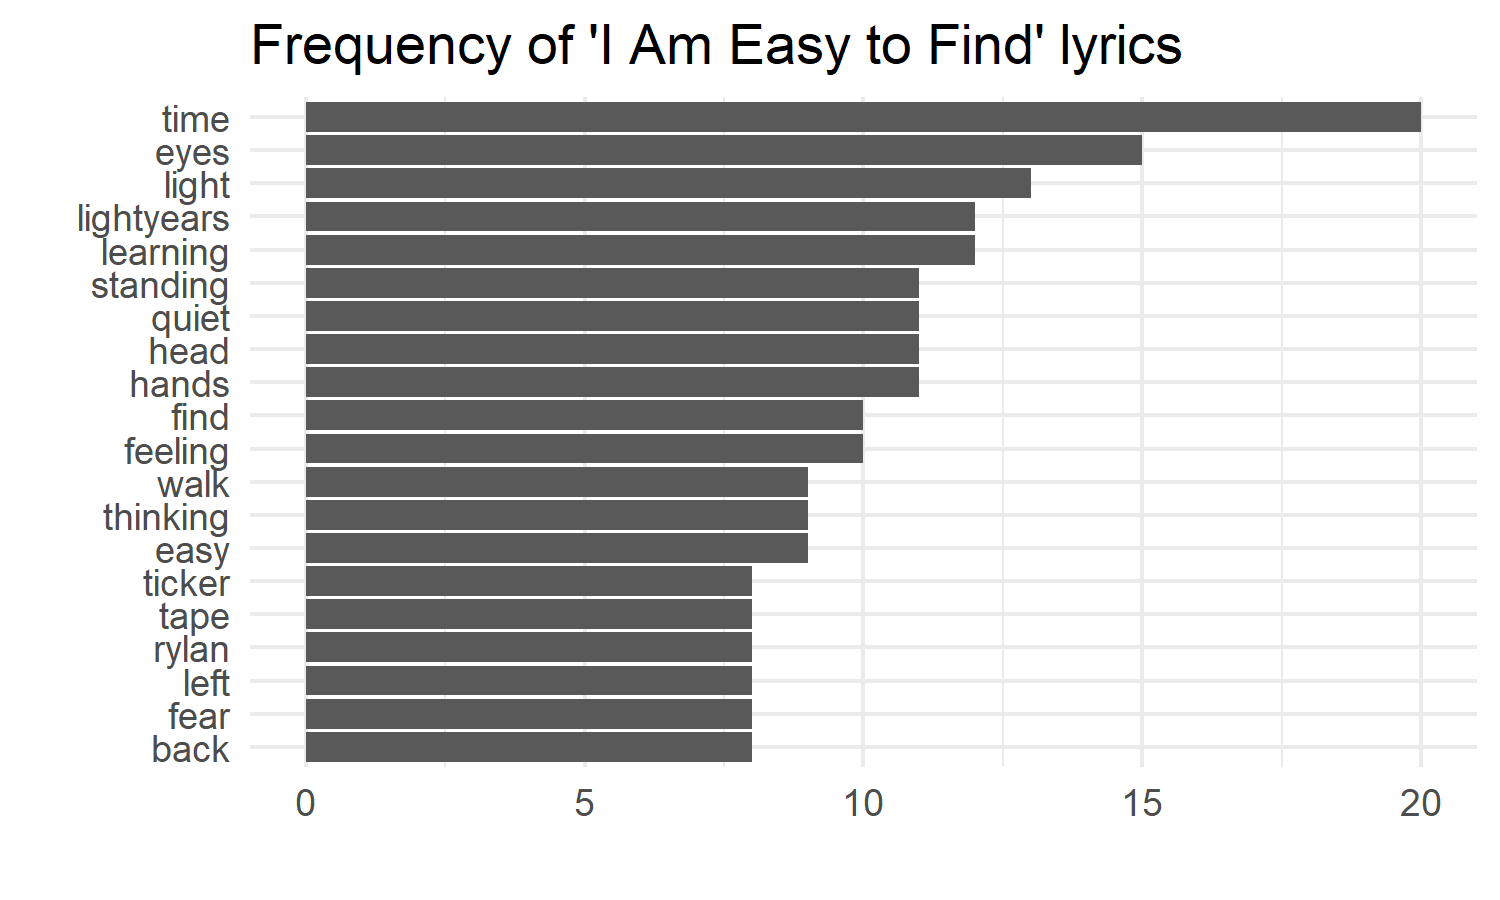 Frequency of 'I Am Easy to Find' lyrics
time
eyes
light
lightyears
learning
standing
quiet
head
hands
find
feeling
walk
thinking
easy
ticker
tape
rylan
left
fear
back
0 5 10 15 20